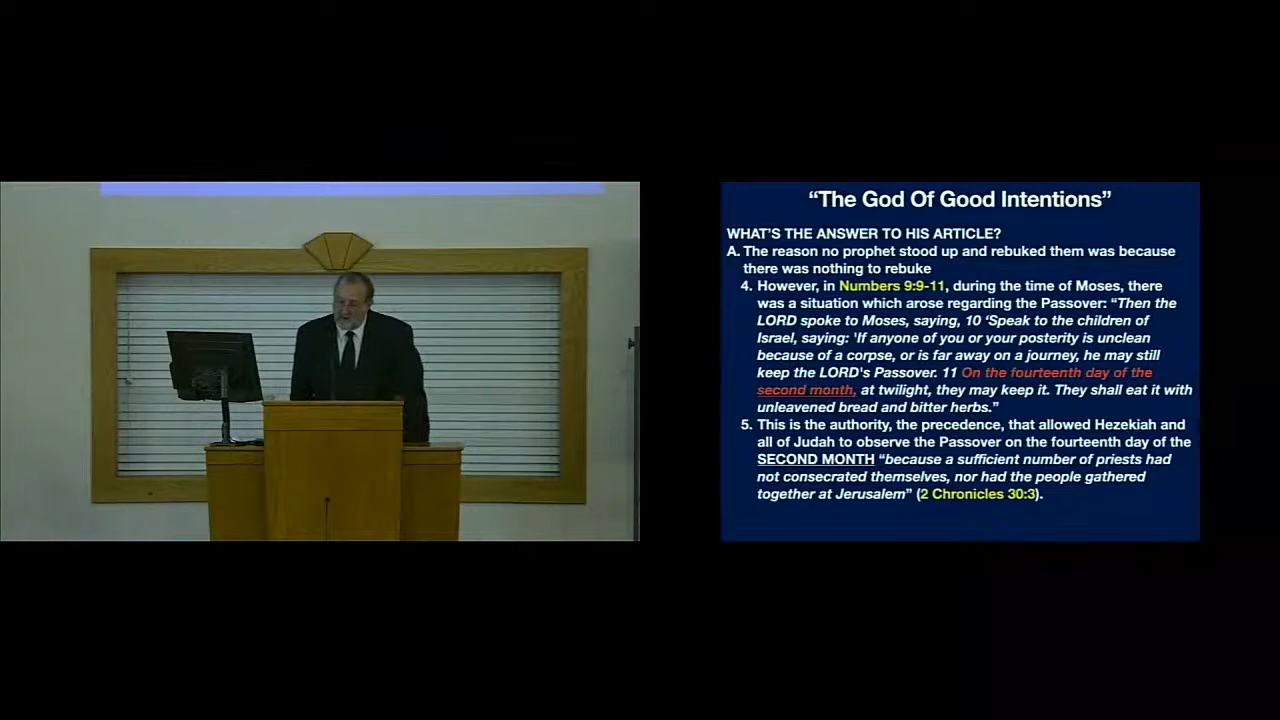 “The God Of Good Intentions”
WHAT’S THE ANSWER TO HIS ARTICLE?
A. The reason no prophet stood up and rebuked them was because
there was nothing to rebuke
4. However, in Numbers 9:9-11, during the time of Moses, there
was a situation which arose regarding the Passover: “Then the
LORD spoke to Moses, saying, 10 ‘Speak to the children of
Israel, saying: 'If anyone of you or your posterity is unclean
because of a corpse, or is far away on a journey, he may still
keep the LORD's Passover. 11 On the fourteenth day of the
second month, at twilight, they may keep it. They shall eat it with
unleavened bread and bitter herbs.”
5. This is the authority, the precedence, that allowed Hezekiah and
all of Judah to observe the Passover on the fourteenth day of the
SECOND MONTH “because a sufficient number of priests had
not consecrated themselves, nor had the people gathered
together at Jerusalem” (2 Chronicles 30:3).